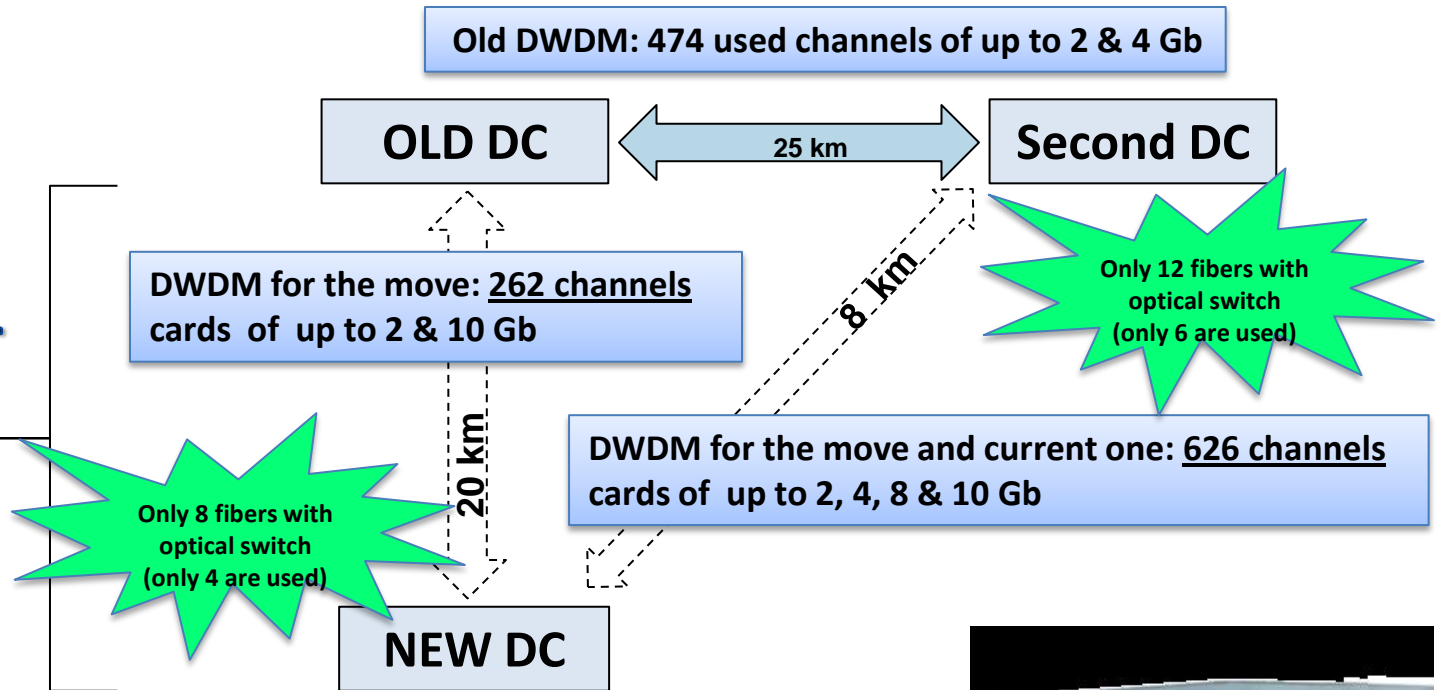 Old DWDM: 474 used channels of up to 2 & 4 Gb
OLD DC
25 km
Second DC
DWDM for the move: 262 channels
cards of  up to 2 & 10 Gb
8 km
Only 12 fibers with
optical switch
(only 6 are used)
20 km
DWDM for the move and current one: 626 channels
cards of  up to 2, 4, 8 & 10 Gb
Only 8 fibers with
optical switch
(only 4 are used)
NEW DC